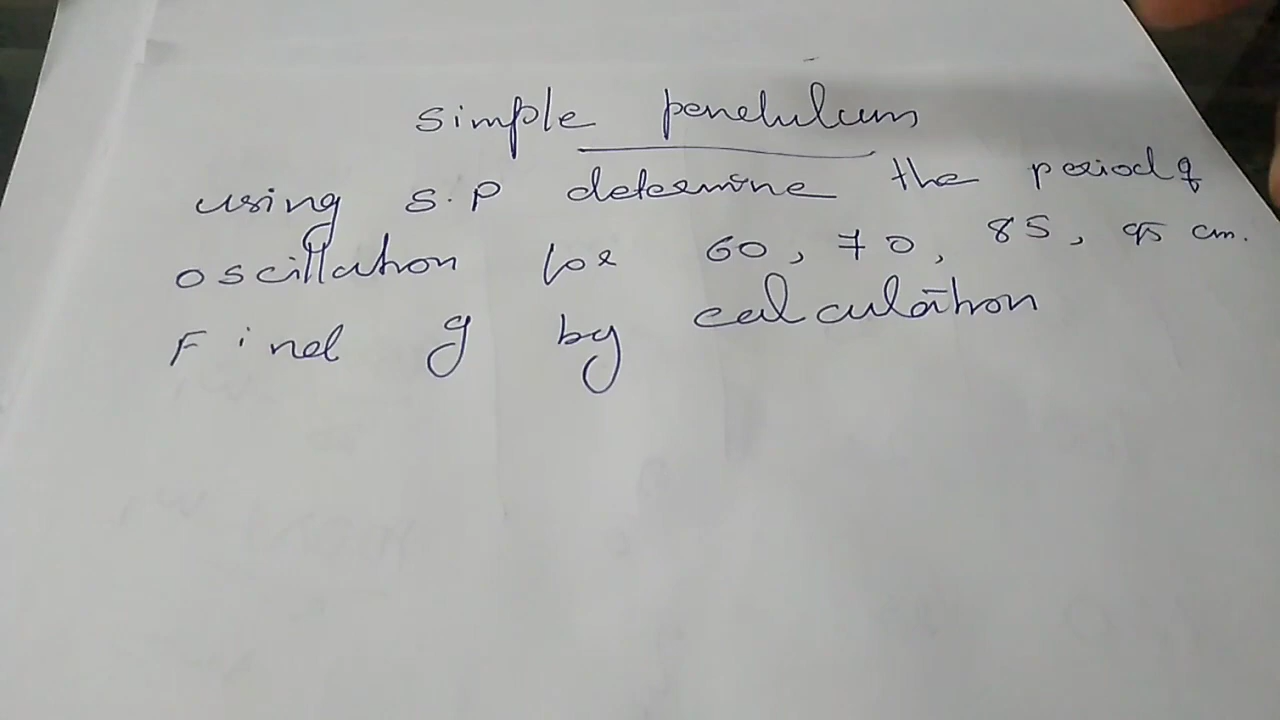 simple pendulum
using S.P determine the period of
oscillation for 60, 70, 85, 95 cm.
Find g by calculation